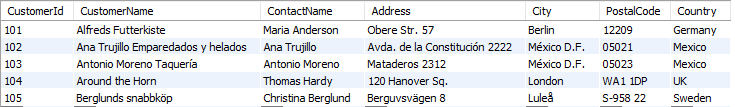 CustomerId CustomerName ContactName Address City PostalCode Country
101 Alfreds Futterkiste Maria Anderson Obere Str. 57 Berlin 12209 Germany
102 Ana Trujillo Emparedados y helados Ana Trujillo Avda. de la Constitución 2222 México D.F. 05021 Mexico
103 Antonio Moreno Taquería Antonio Moreno Mataderos 2312 México D.F. 05023 Mexico
104 Around the Horn Thomas Hardy 120 Hanover Sq. London WA1 1DP UK
105 Berglunds snabbköp Christina Berglund Berguvsvägen 8 Luleå S-958 22 Sweden